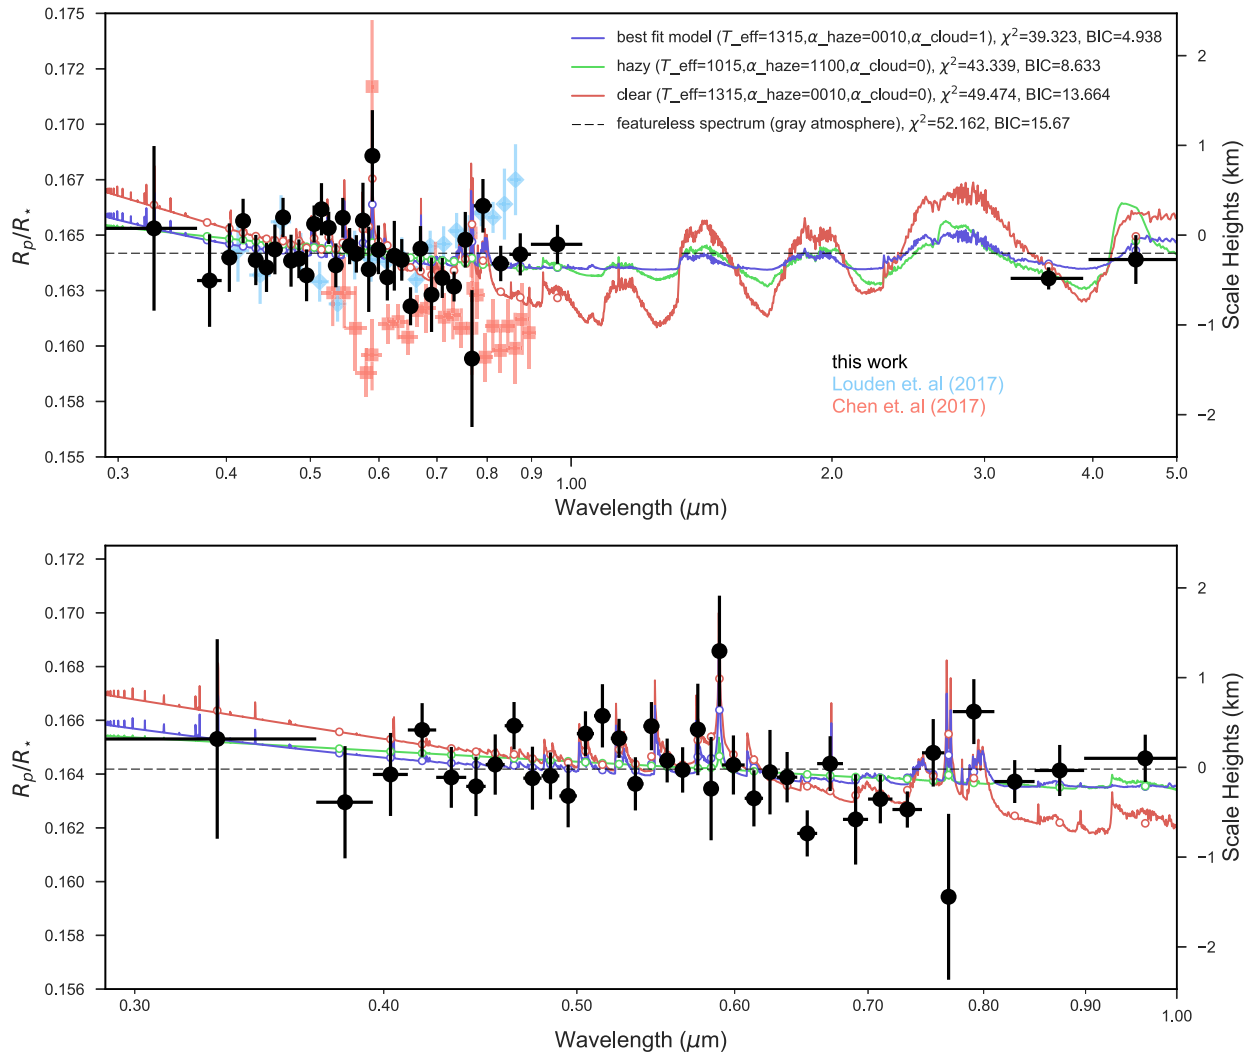 best fit model (T_eff=1315,α_haze=0010,α_cloud=1), χ²=39.323, BIC=4.938
hazy (T_eff=1015,α_haze=1100,α_cloud=0), χ²=43.339, BIC=8.633
clear (T_eff=1315,α_haze=0010,α_cloud=0), χ²=49.474, BIC=13.664
featureless spectrum (gray atmosphere), χ²=52.162, BIC=15.67
0.175
0.172
0.170
0.167
0.165
0.163
0.160
0.158
0.155
Rp/R⋆
2
1
0
−1
−2
Scale Heights (km)
this work
Louden et. al (2017)
Chen et. al (2017)
0.3 0.4 0.5 0.6 0.7 0.8 0.9 1.00 2.0 3.0 4.0 5.0
Wavelength (μm)
0.172
0.170
0.168
0.166
0.164
0.162
0.160
0.158
0.156
Rp/R⋆
2
1
0
−1
−2
Scale Heights (km)
0.30 0.40 0.50 0.60 0.70 0.80 0.90 1.00
Wavelength (μm)